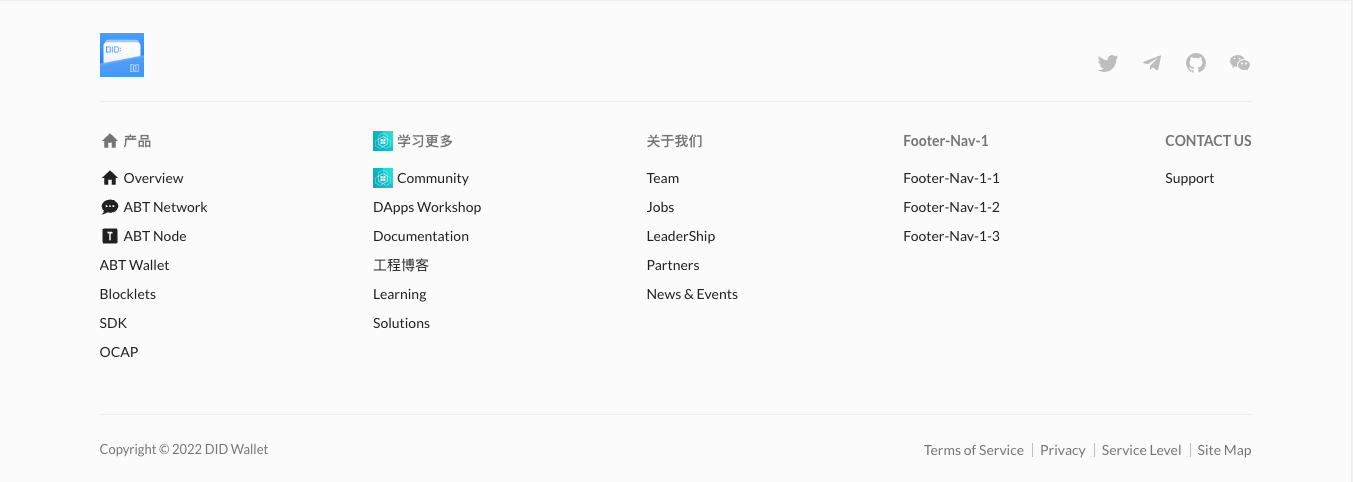 DID:
产品
Overview
ABT Network
ABT Node
ABT Wallet
Blocklets
SDK
OCAP
学习更多
Community
DApps Workshop
Documentation
工程博客
Learning
Solutions
关于我们
Team
Jobs
LeaderShip
Partners
News & Events
Footer-Nav-1
Footer-Nav-1-1
Footer-Nav-1-2
Footer-Nav-1-3
CONTACT US
Support
Copyright © 2022 DID Wallet
Terms of Service
Privacy
Service Level
Site Map